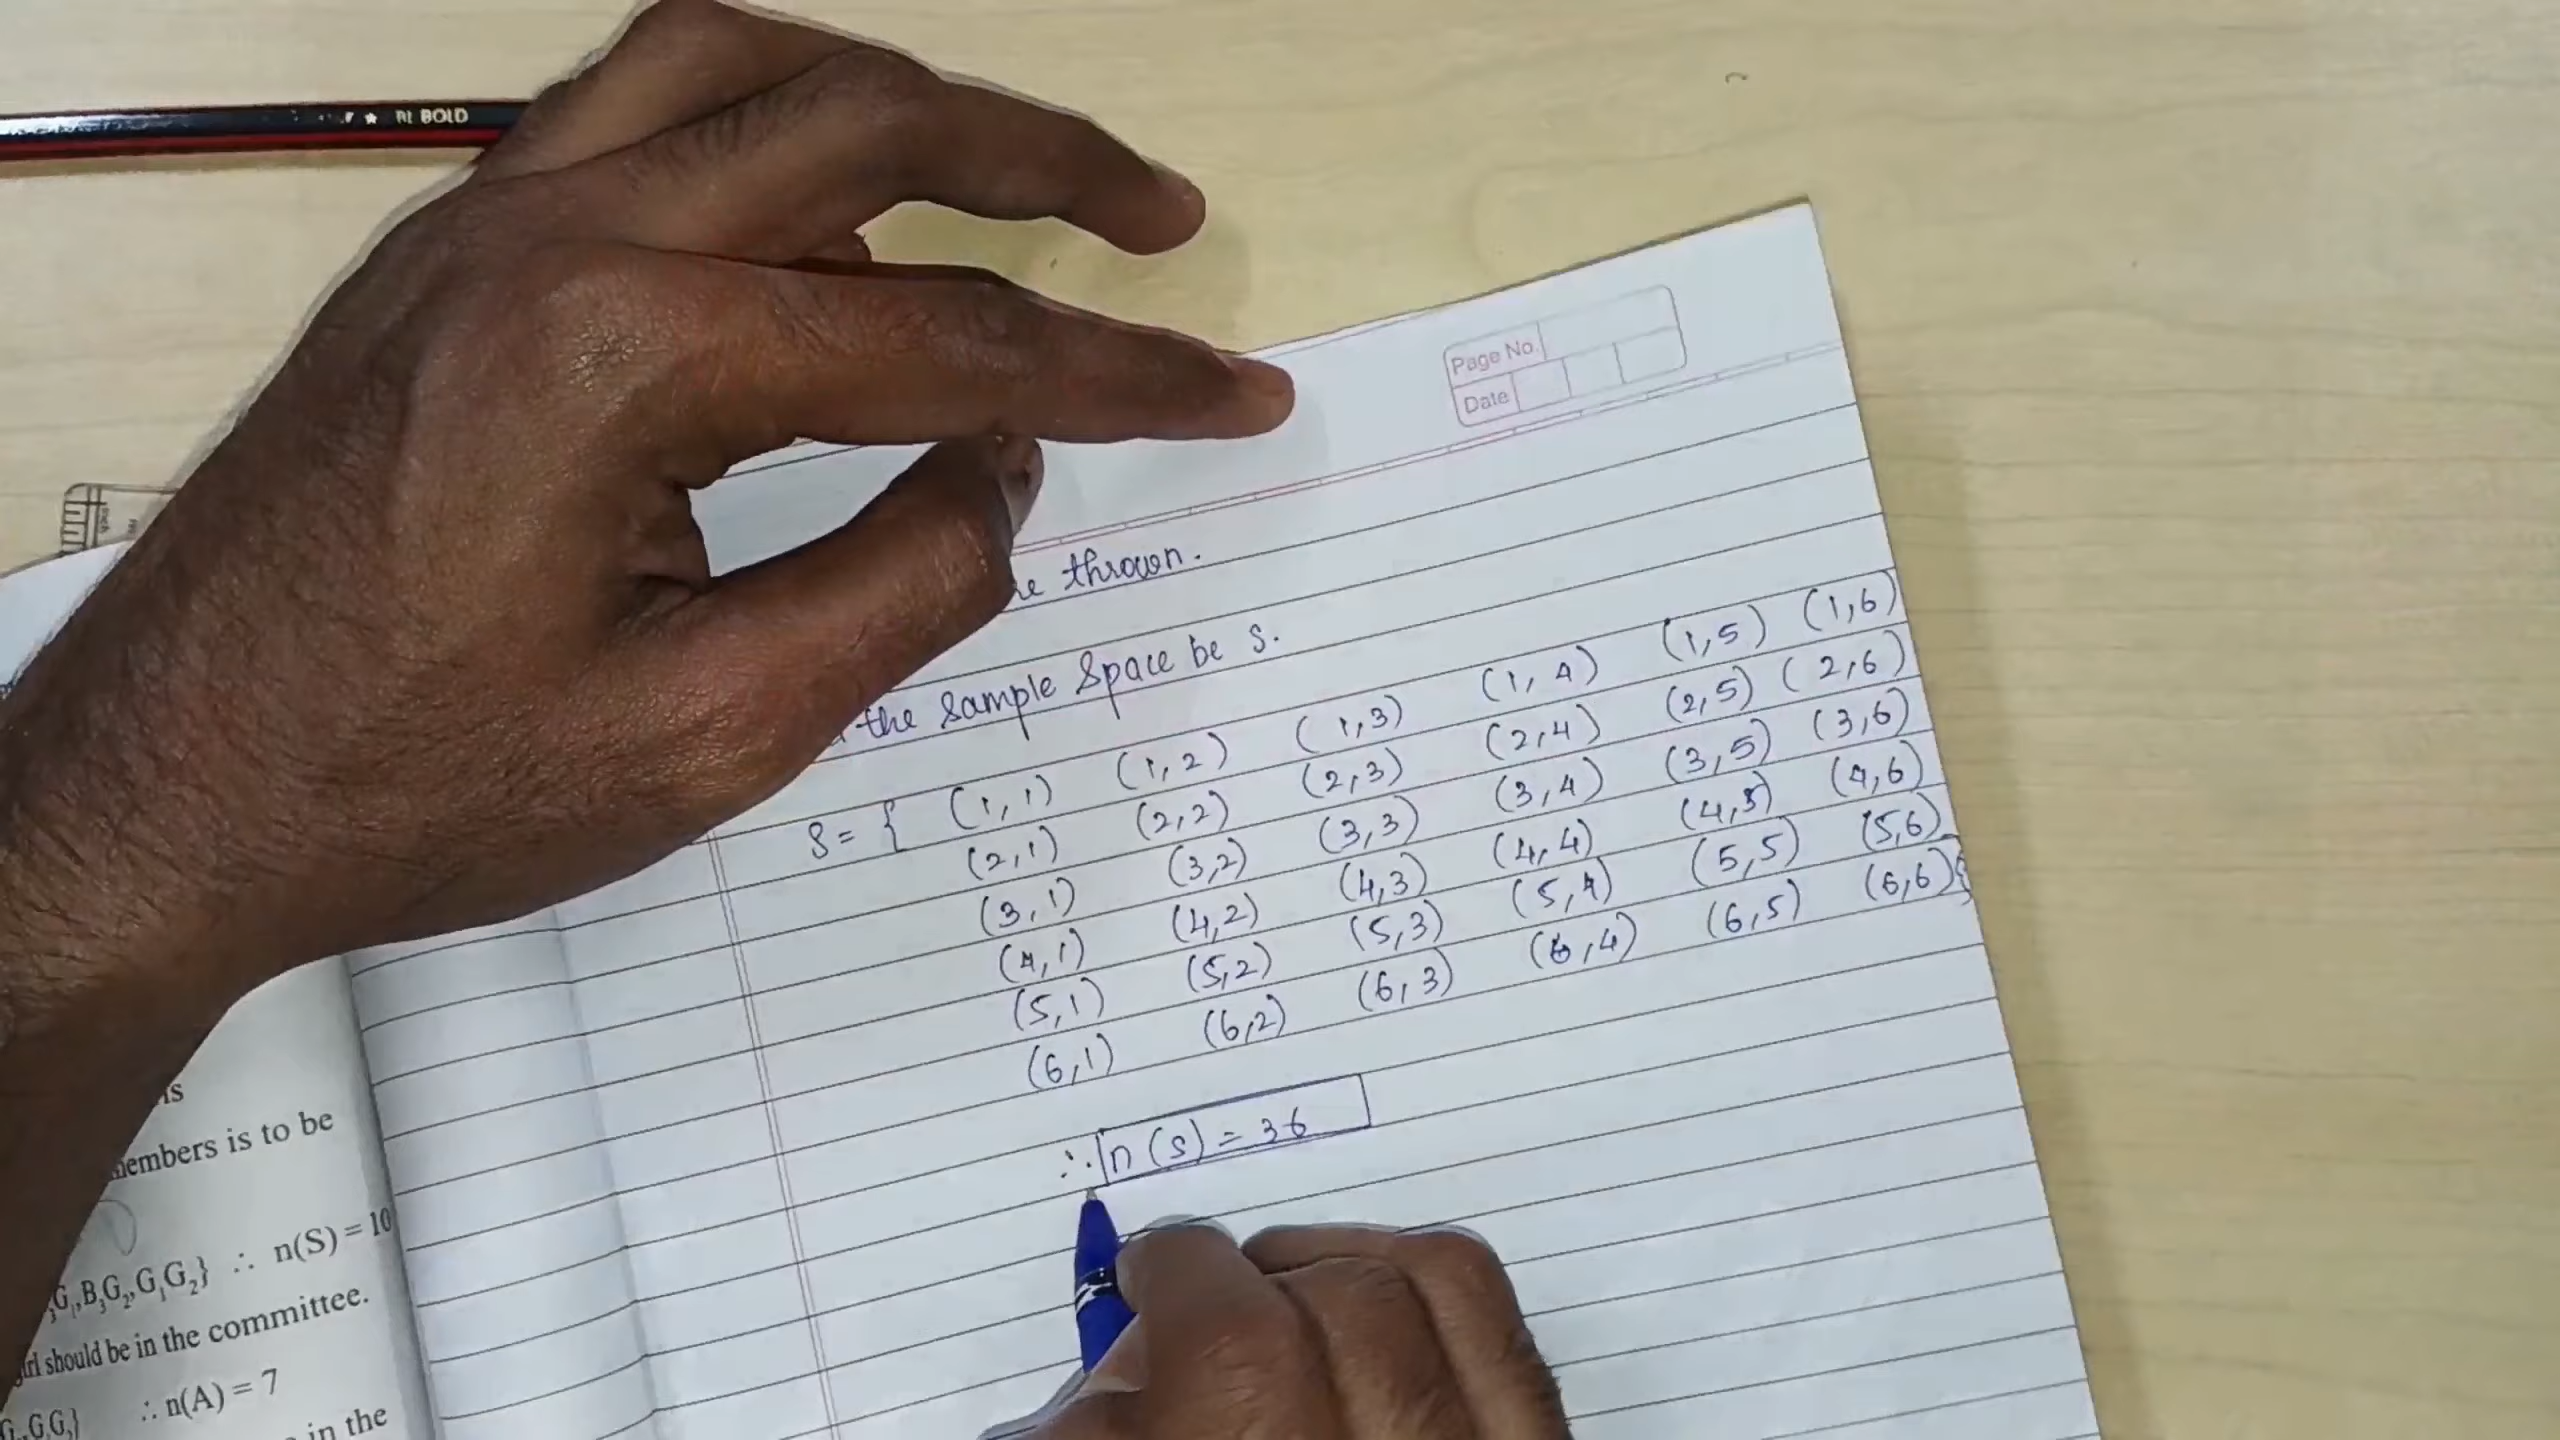 BOLD
Page No.
Date
thrown.
the Sample Space be S.
S = { (1,1) (1,2) (1,3) (1,4) (1,5) (1,6)
(2,1) (2,2) (2,3) (2,4) (2,5) (2,6)
(3,1) (3,2) (3,3) (3,4) (3,5) (3,6)
(4,1) (4,2) (4,3) (4,4) (4,5) (4,6)
(5,1) (5,2) (5,3) (5,4) (5,5) (5,6)
(6,1) (6,2) (6,3) (6,4) (6,5) (6,6)}
∴ n(s) = 36
is to be
G₁,B₃G₂,G₁G₂} ∴ n(S) = 10
should be in the committee.
∴ n(A) = 7
in the